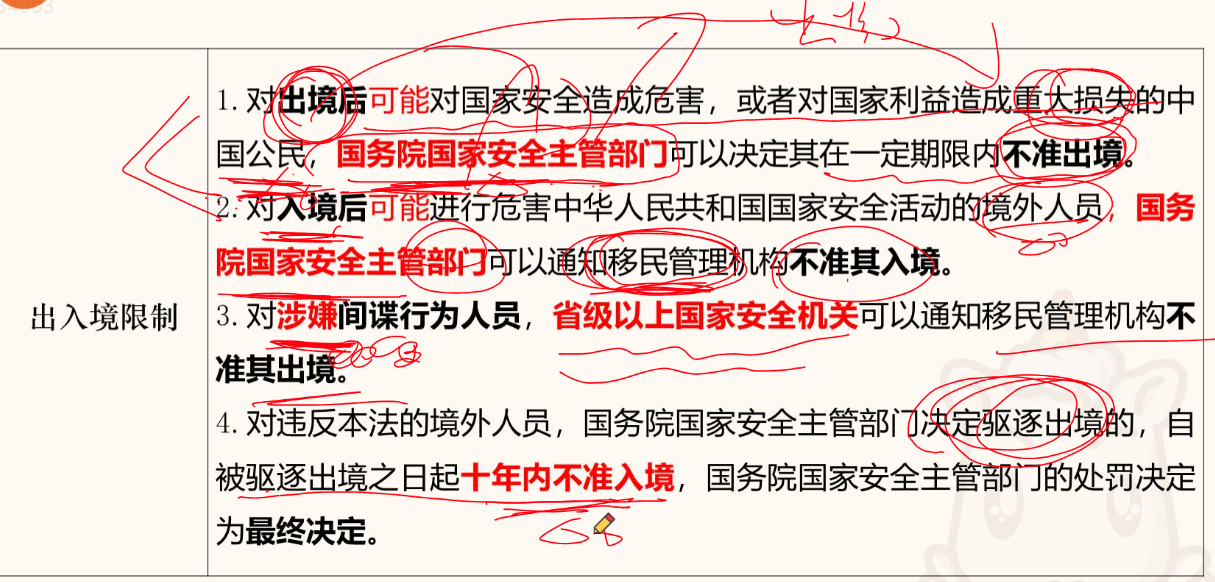 1. 对出境后可能对国家安全造成危害，或者对国家利益造成重大损失的中
国公民，国务院国家安全主管部门可以决定其在一定期限内不准出境。
2. 对入境后可能进行危害中华人民共和国国家安全活动的境外人员，国务
院国家安全主管部门可以通知移民管理机构不准其入境。
出入境限制
3. 对涉嫌间谍行为人员，省级以上国家安全机关可以通知移民管理机构不
准其出境。
4. 对违反本法的境外人员，国务院国家安全主管部门决定驱逐出境的，自
被驱逐出境之日起十年内不准入境，国务院国家安全主管部门的处罚决定
为最终决定。